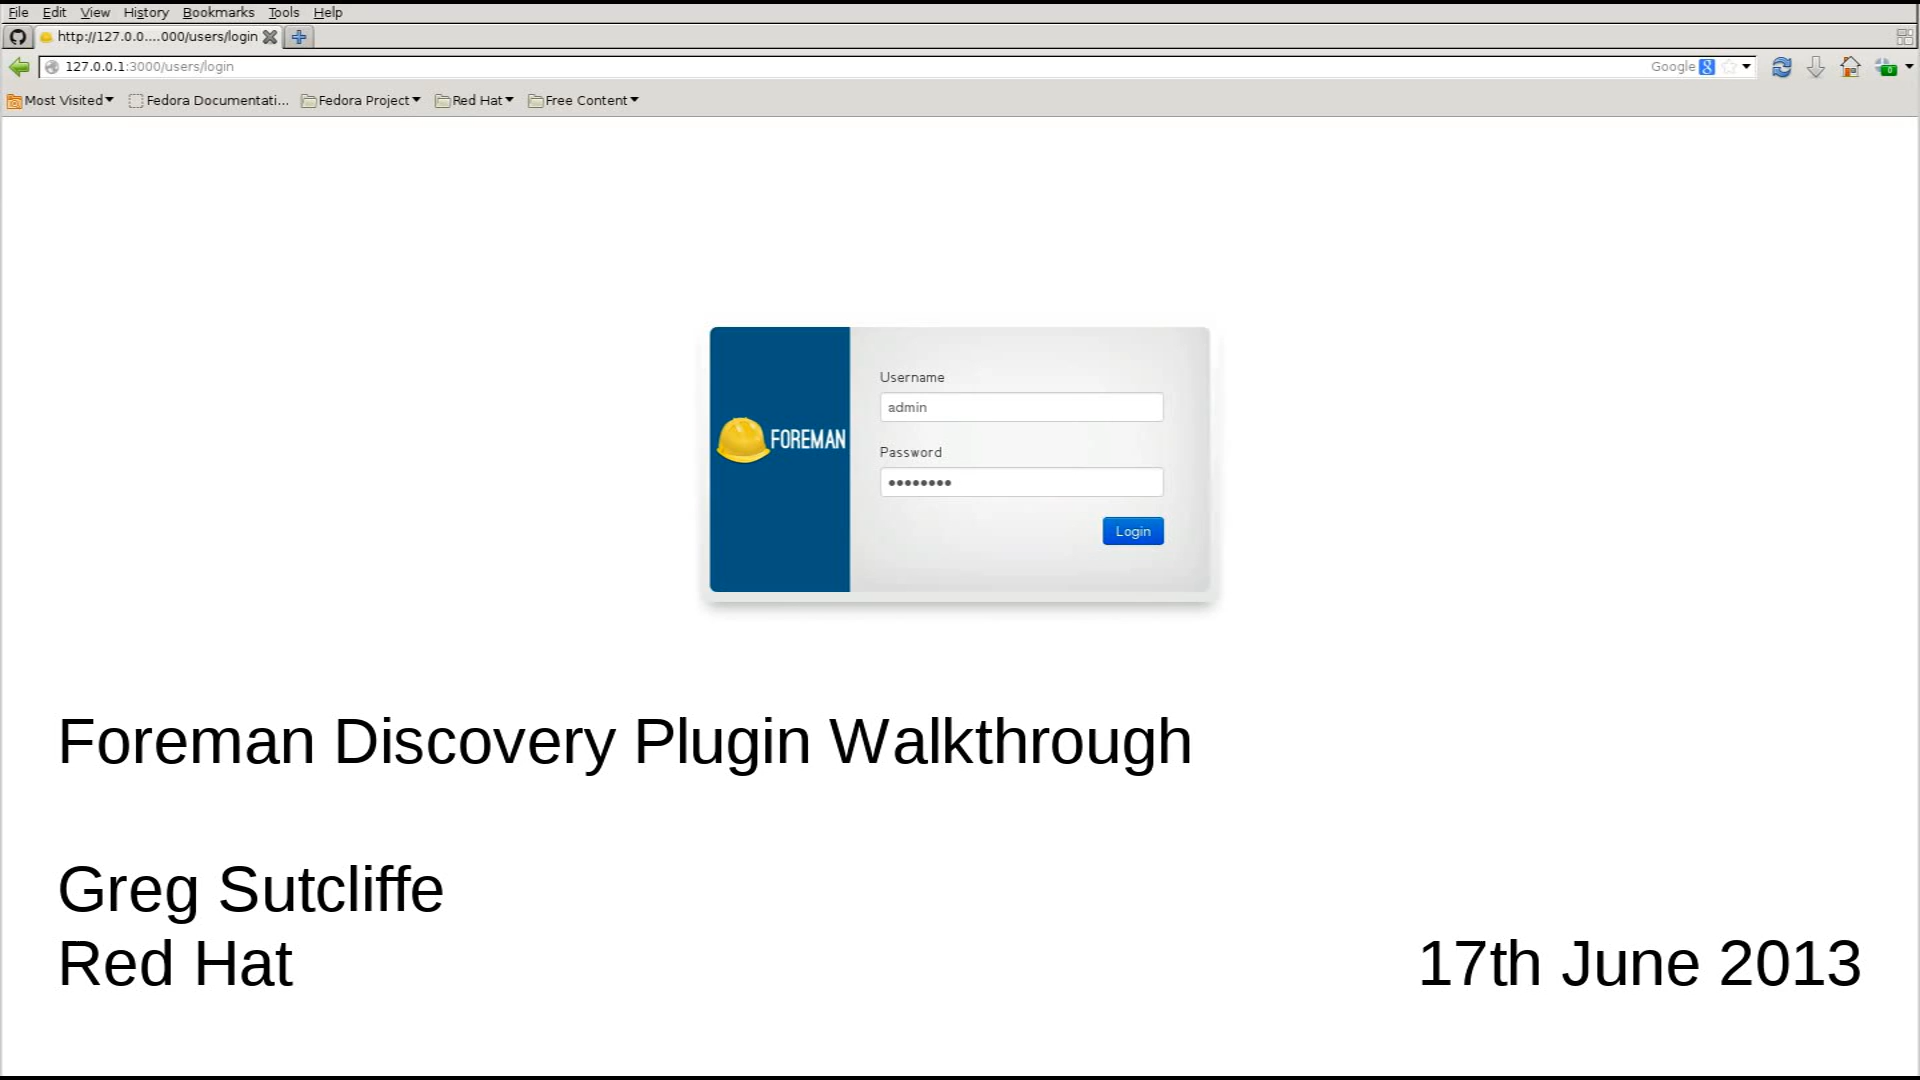 File Edit View History Bookmarks Tools Help
http://127.0.0....000/users/login
127.0.0.1:3000/users/login Google 8
Most Visited Fedora Documentati... Fedora Project Red Hat Free Content
Username
admin
FOREMAN
Password
••••••••
Login
Foreman Discovery Plugin Walkthrough
Greg Sutcliffe
Red Hat
17th June 2013